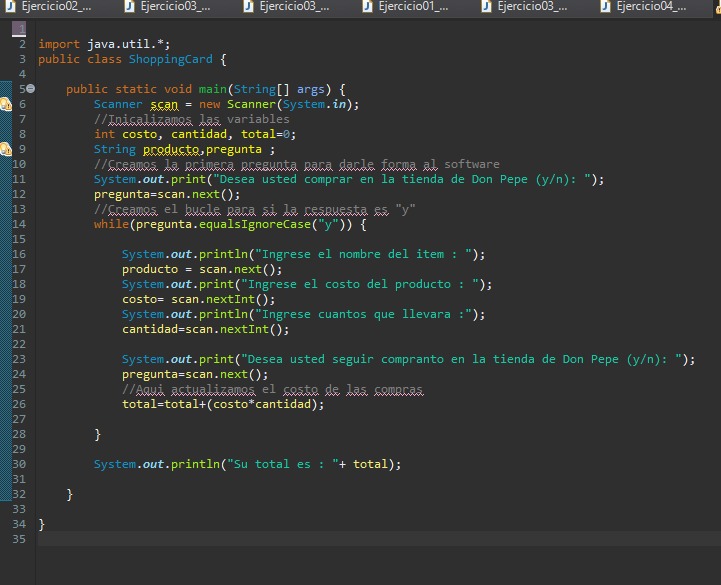 Ejercicio02_... Ejercicio03_... Ejercicio03_... Ejercicio01_... Ejercicio03_... Ejercicio04_...
1
2 import java.util.*;
3 public class ShoppingCard {
4
5 public static void main(String[] args) {
6 Scanner scan = new Scanner(System.in);
7 //Inicalizamos las variables
8 int costo, cantidad, total=0;
9 String producto,pregunta ;
10 //Creamos la primera pregunta para darle forma al software
11 System.out.print("Desea usted comprar en la tienda de Don Pepe (y/n): ");
12 pregunta=scan.next();
13 //Creamos el bucle para si la respuesta es "y"
14 while(pregunta.equalsIgnoreCase("y")) {
15
16 System.out.println("Ingrese el nombre del item : ");
17 producto = scan.next();
18 System.out.print("Ingrese el costo del producto : ");
19 costo= scan.nextInt();
20 System.out.println("Ingrese cuantos que llevara :");
21 cantidad=scan.nextInt();
22
23 System.out.print("Desea usted seguir compranto en la tienda de Don Pepe (y/n): ");
24 pregunta=scan.next();
25 //Aqui actualizamos el costo de las compras
26 total=total+(costo*cantidad);
27
28 }
29
30 System.out.println("Su total es : "+ total);
31
32 }
33
34 }
35